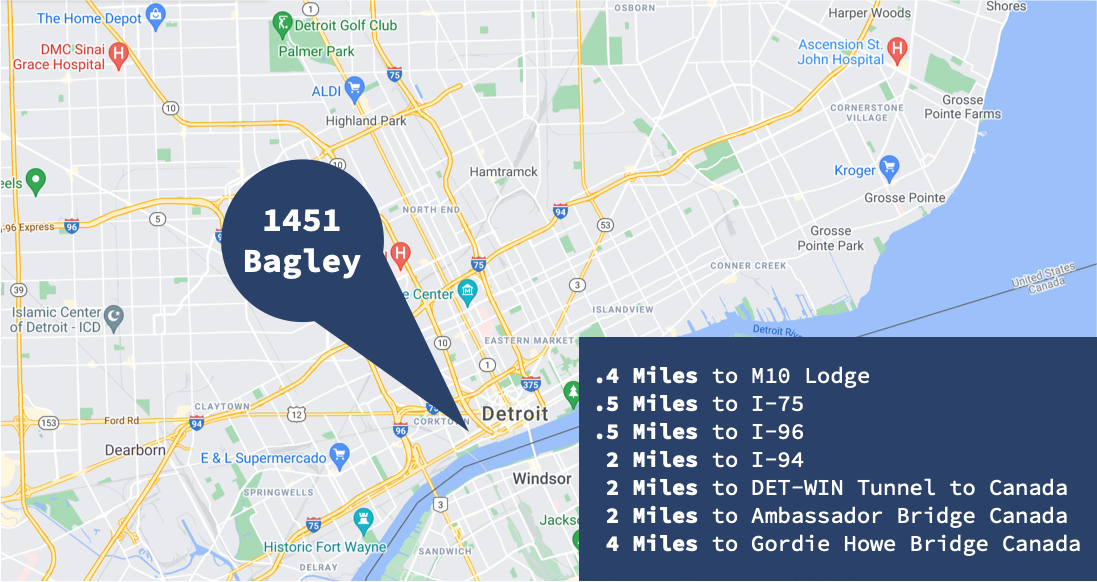 OSBORN
Shores
The Home Depot
1
Detroit Golf Club
Harper Woods
DMC Sinai
Grace Hospital
Palmer Park
Ascension St.
John Hospital
75
ALDI
10
Highland Park
CORNERSTONE
VILLAGE
Grosse
Pointe Farms
10
Hamtramck
Kroger
eels
Grosse Pointe
NORTH END
94
-96 Express
96
5
53
1451
Bagley
Grosse
Pointe Park
75
CONNER CREEK
United States
Canada
39
3
e Center
Islamic Center
of Detroit - ICD
ISLANDVIEW
Detroit Riv
10
EASTERN MARKET
1
375
.4 Miles to M10 Lodge
.5 Miles to I-75
.5 Miles to I-96
2 Miles to I-94
2 Miles to DET-WIN Tunnel to Canada
2 Miles to Ambassador Bridge Canada
4 Miles to Gordie Howe Bridge Canada
CLAYTOWN
12
Detroit
153
Ford Rd
94
96
Dearborn
E & L Supermercado
Windsor
SPRINGWELLS
3
75
Historic Fort Wayne
SANDWICH
DELRAY